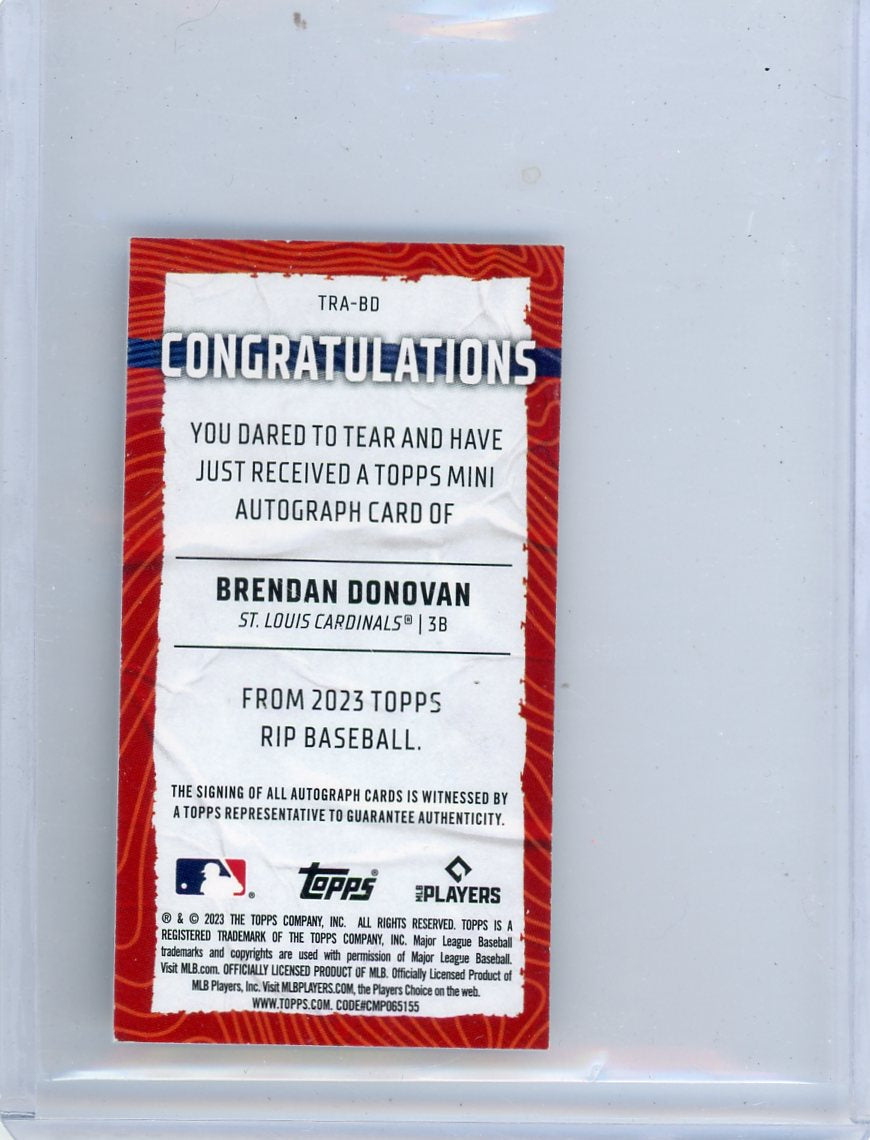 TRA-BD
CONGRATULATIONS
YOU DARED TO TEAR AND HAVE
JUST RECEIVED A TOPPS MINI
AUTOGRAPH CARD OF
BRENDAN DONOVAN
ST. LOUIS CARDINALS® | 3B
FROM 2023 TOPPS
RIP BASEBALL.
THE SIGNING OF ALL AUTOGRAPH CARDS IS WITNESSED BY
A TOPPS REPRESENTATIVE TO GUARANTEE AUTHENTICITY.
® topps® MLB PLAYERS
® & © 2023 THE TOPPS COMPANY, INC. ALL RIGHTS RESERVED. TOPPS IS A
REGISTERED TRADEMARK OF THE TOPPS COMPANY, INC. Major League Baseball
trademarks and copyrights are used with permission of Major League Baseball.
Visit MLB.com. OFFICIALLY LICENSED PRODUCT OF MLB. Officially Licensed Product of
MLB Players, Inc. Visit MLBPLAYERS.COM, the Players Choice on the web.
WWW.TOPPS.COM. CODE#CMP065155